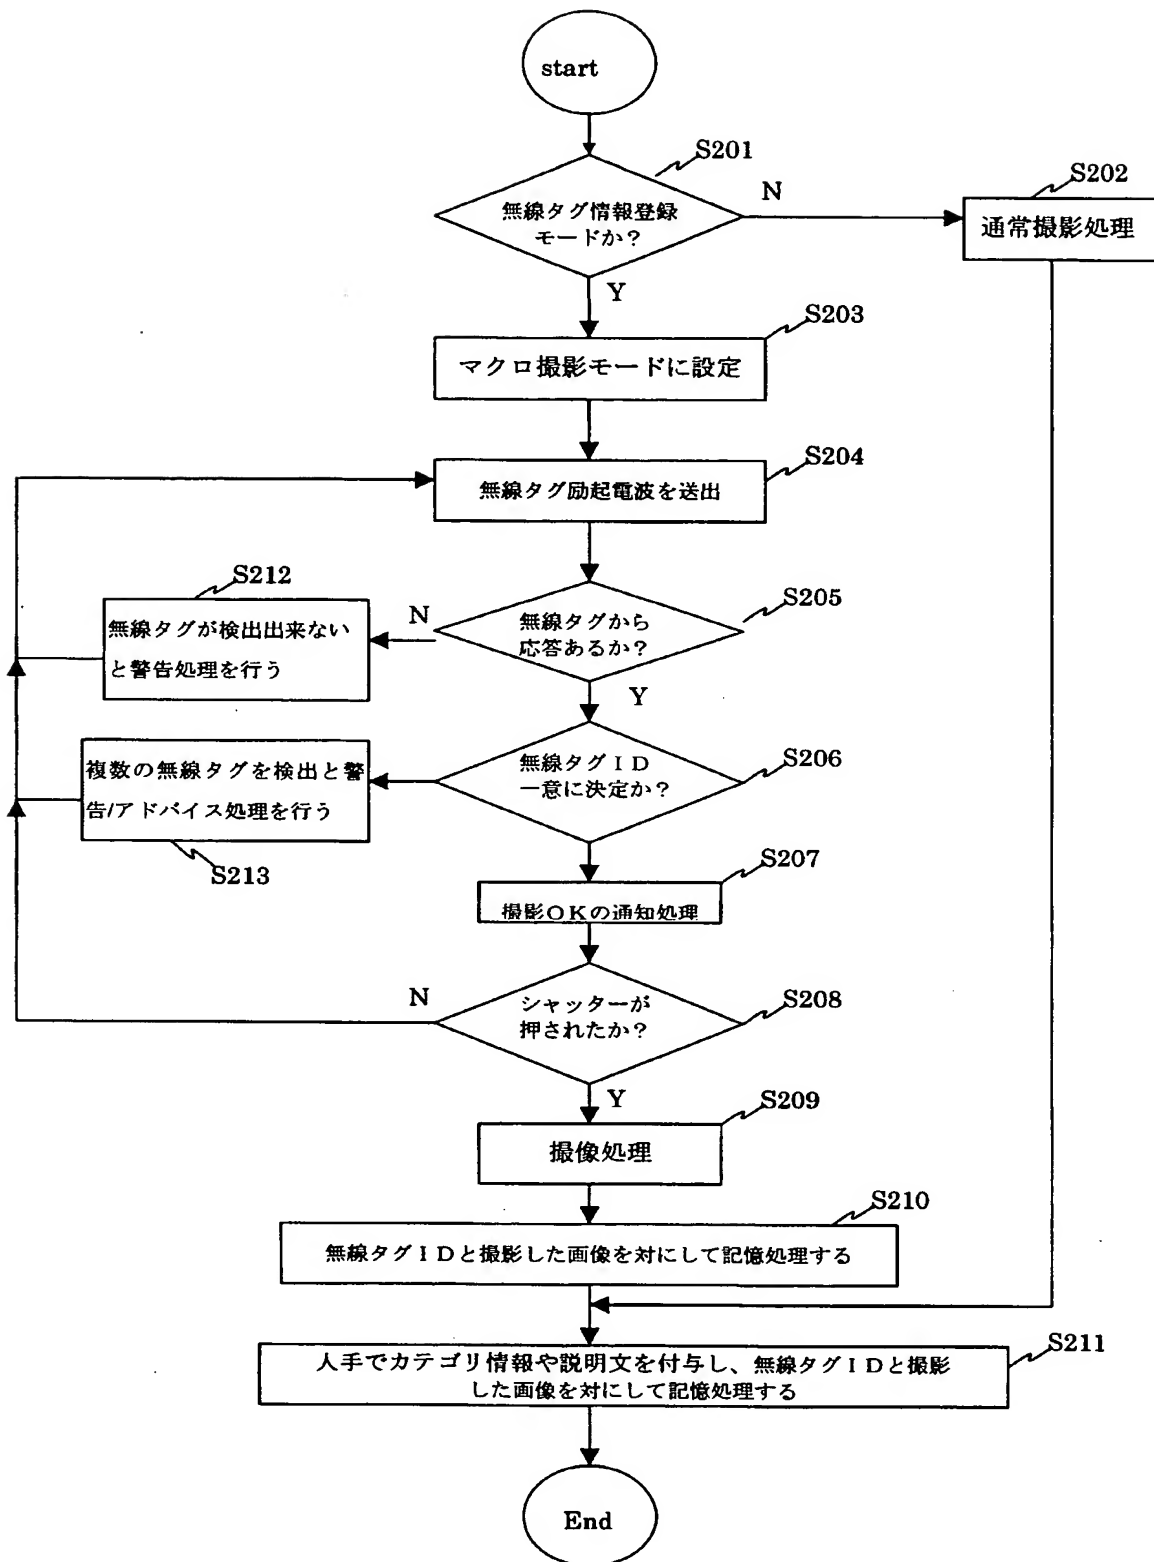 start
S201
無線タグ情報登録
モードか?
N
S202
通常撮影処理
Y
S203
マクロ撮影モードに設定
S204
無線タグ励起電波を送出
S205
無線タグから
応答あるか?
N
S212
無線タグが検出出来ない
と警告処理を行う
Y
S206
無線タグID
一意に決定か?
複数の無線タグを検出と警
告/アドバイス処理を行う
S213
S207
撮影OKの通知処理
S208
シャッターが
押されたか?
N
Y
S209
撮像処理
S210
無線タグIDと撮影した画像を対にして記憶処理する
S211
人手でカテゴリ情報や説明文を付与し、無線タグIDと撮影
した画像を対にして記憶処理する
End